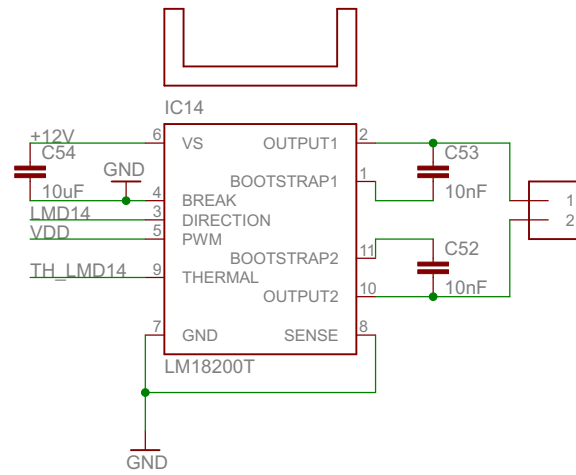 IC14
+12V
6
VS
OUTPUT1
2
C54
GND
C53
10uF
BOOTSTRAP1
1
10nF
4
BREAK
1
LMD14
3
DIRECTION
2
VDD
5
PWM
BOOTSTRAP2
11
C52
TH_LMD14
9
THERMAL
10nF
OUTPUT2
10
7
GND
SENSE
8
LM18200T
GND